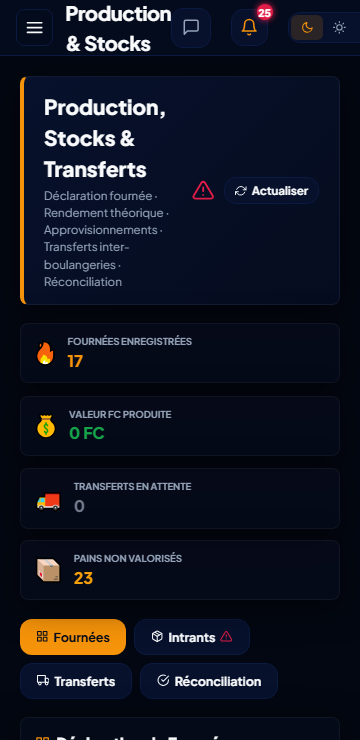 Production
& Stocks
25
Production,
Stocks &
Transferts
Déclaration fournée ·
Rendement théorique ·
Approvisionnements ·
Transferts inter-
boulangeries ·
Réconciliation
Actualiser
FOURNÉES ENREGISTRÉES
17
VALEUR FC PRODUITE
0 FC
TRANSFERTS EN ATTENTE
0
PAINS NON VALORISÉS
23
Fournées
Intrants
Transferts
Réconciliation